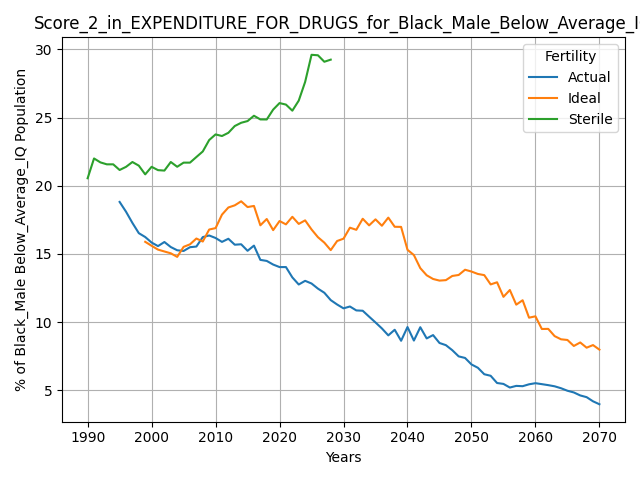 Score_2_in_EXPENDITURE_FOR_DRUGS_for_Black_Male_Below_Average_I
30
25
20
15
10
5
% of Black_Male Below_Average_IQ Population
Fertility
Actual
Ideal
Sterile
1990 2000 2010 2020 2030 2040 2050 2060 2070
Years